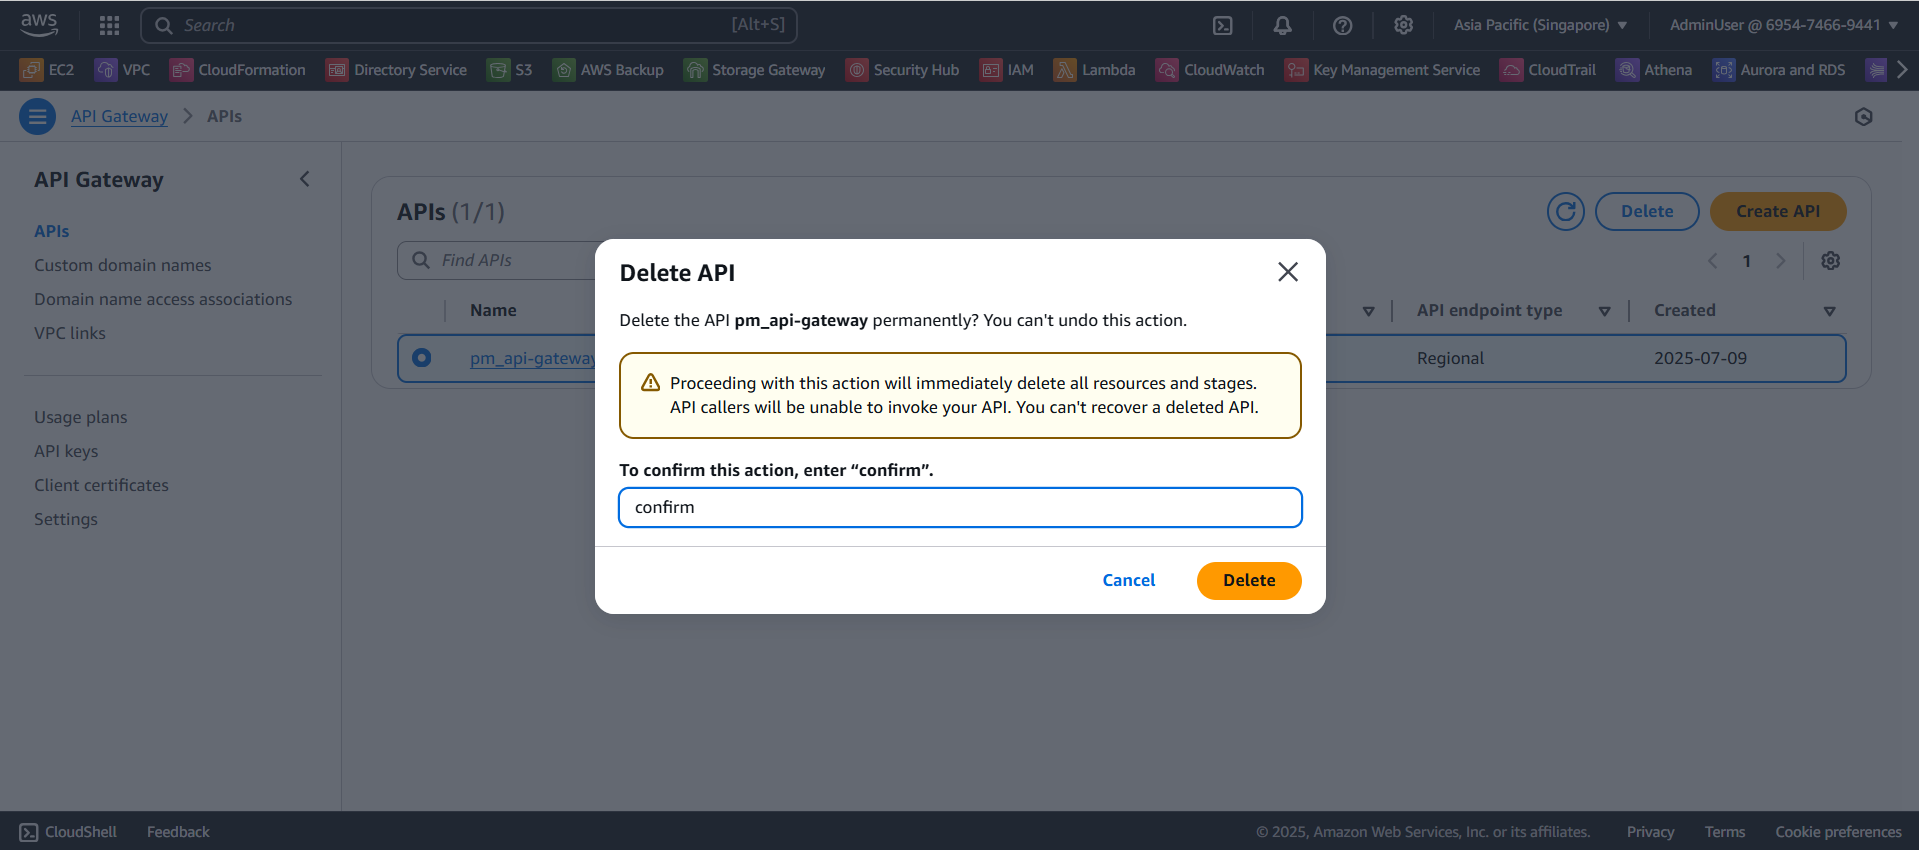 aws
Search [Alt+S]
Asia Pacific (Singapore) AdminUser @ 6954-7466-9441
EC2 VPC CloudFormation Directory Service S3 AWS Backup Storage Gateway Security Hub IAM Lambda CloudWatch Key Management Service CloudTrail Athena Aurora and RDS
API Gateway APIs
API Gateway
APIs
Custom domain names
Domain name access associations
VPC links
Usage plans
API keys
Client certificates
Settings
APIs (1/1)
Delete Create API
Find APIs
1
Name API endpoint type Created
pm_api-gateway Regional 2025-07-09
Delete API
Delete the API pm_api-gateway permanently? You can't undo this action.
Proceeding with this action will immediately delete all resources and stages.
API callers will be unable to invoke your API. You can't recover a deleted API.
To confirm this action, enter “confirm”.
confirm
Cancel Delete
CloudShell Feedback © 2025, Amazon Web Services, Inc. or its affiliates. Privacy Terms Cookie preferences